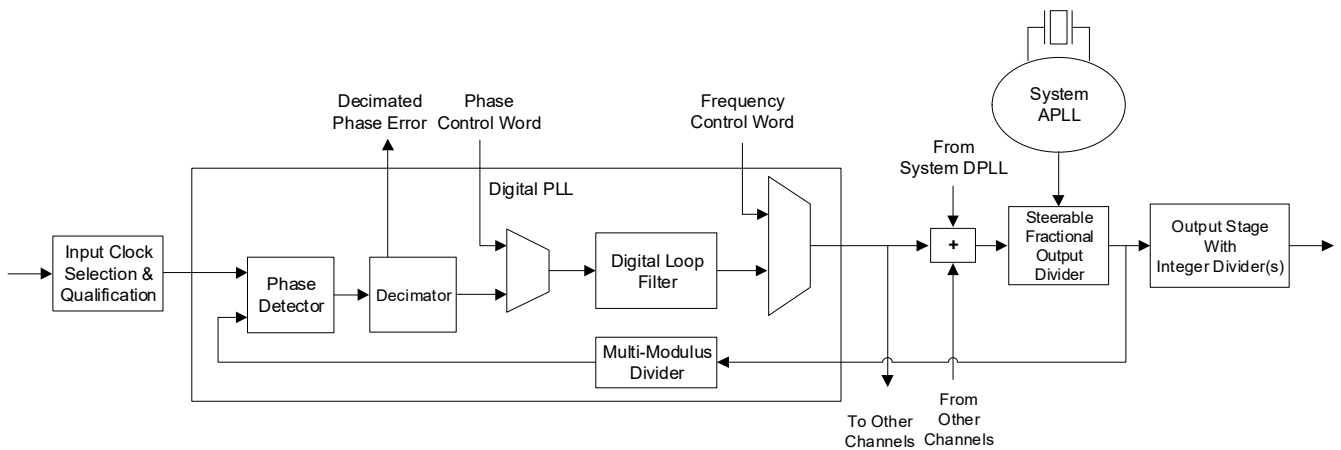 System
APLL
Decimated
Phase Error
Phase
Control Word
Frequency
Control Word
From
System DPLL
Digital PLL
Input Clock
Selection &
Qualification
Phase
Detector
Decimator
Digital Loop
Filter
+
Steerable
Fractional
Output
Divider
Output Stage
With
Integer Divider(s)
Multi-Modulus
Divider
To Other
Channels
From
Other
Channels